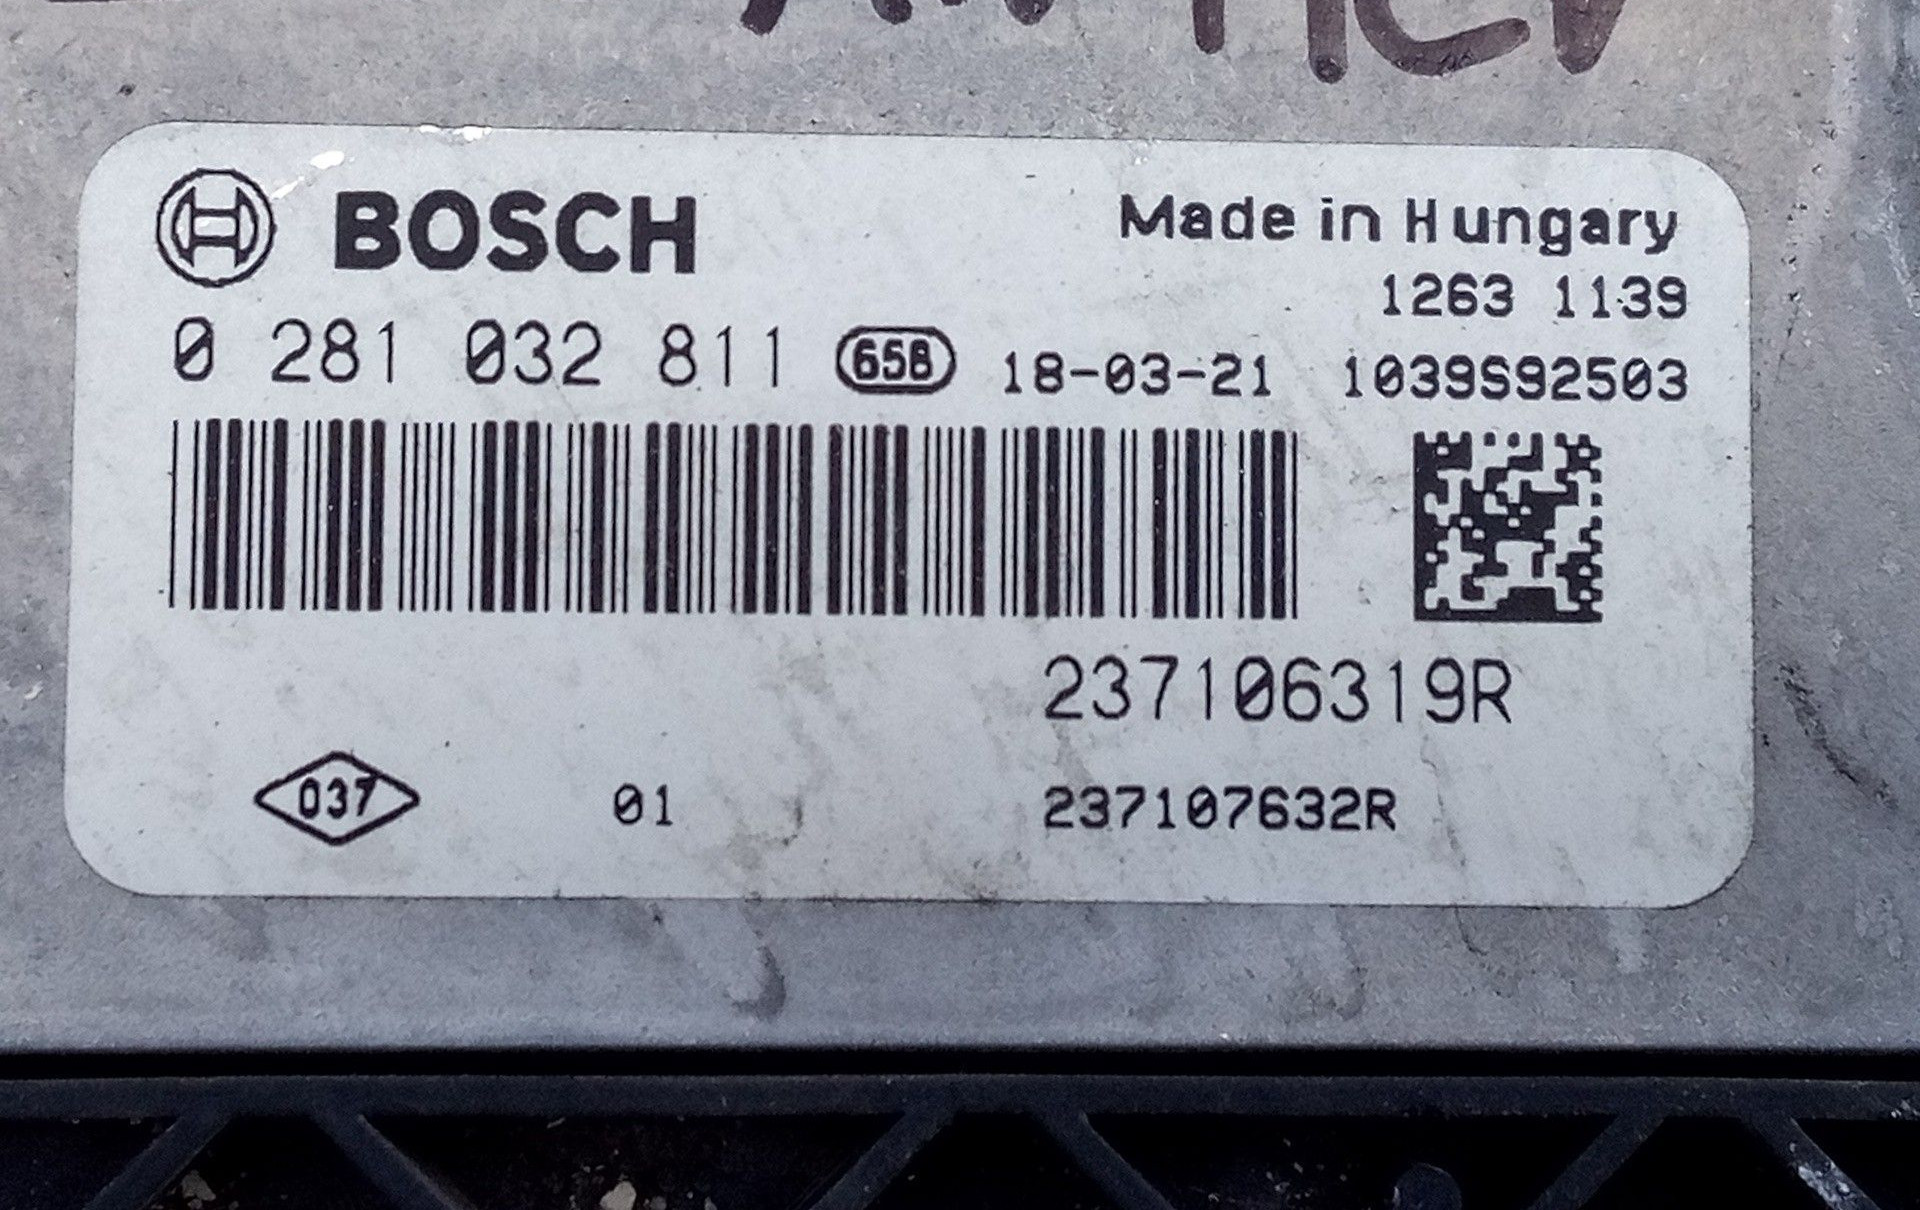 BOSCH
Made in Hungary
1263 1139
0 281 032 811 658 18-03-21 1039S92503
237106319R
037 01 237107632R